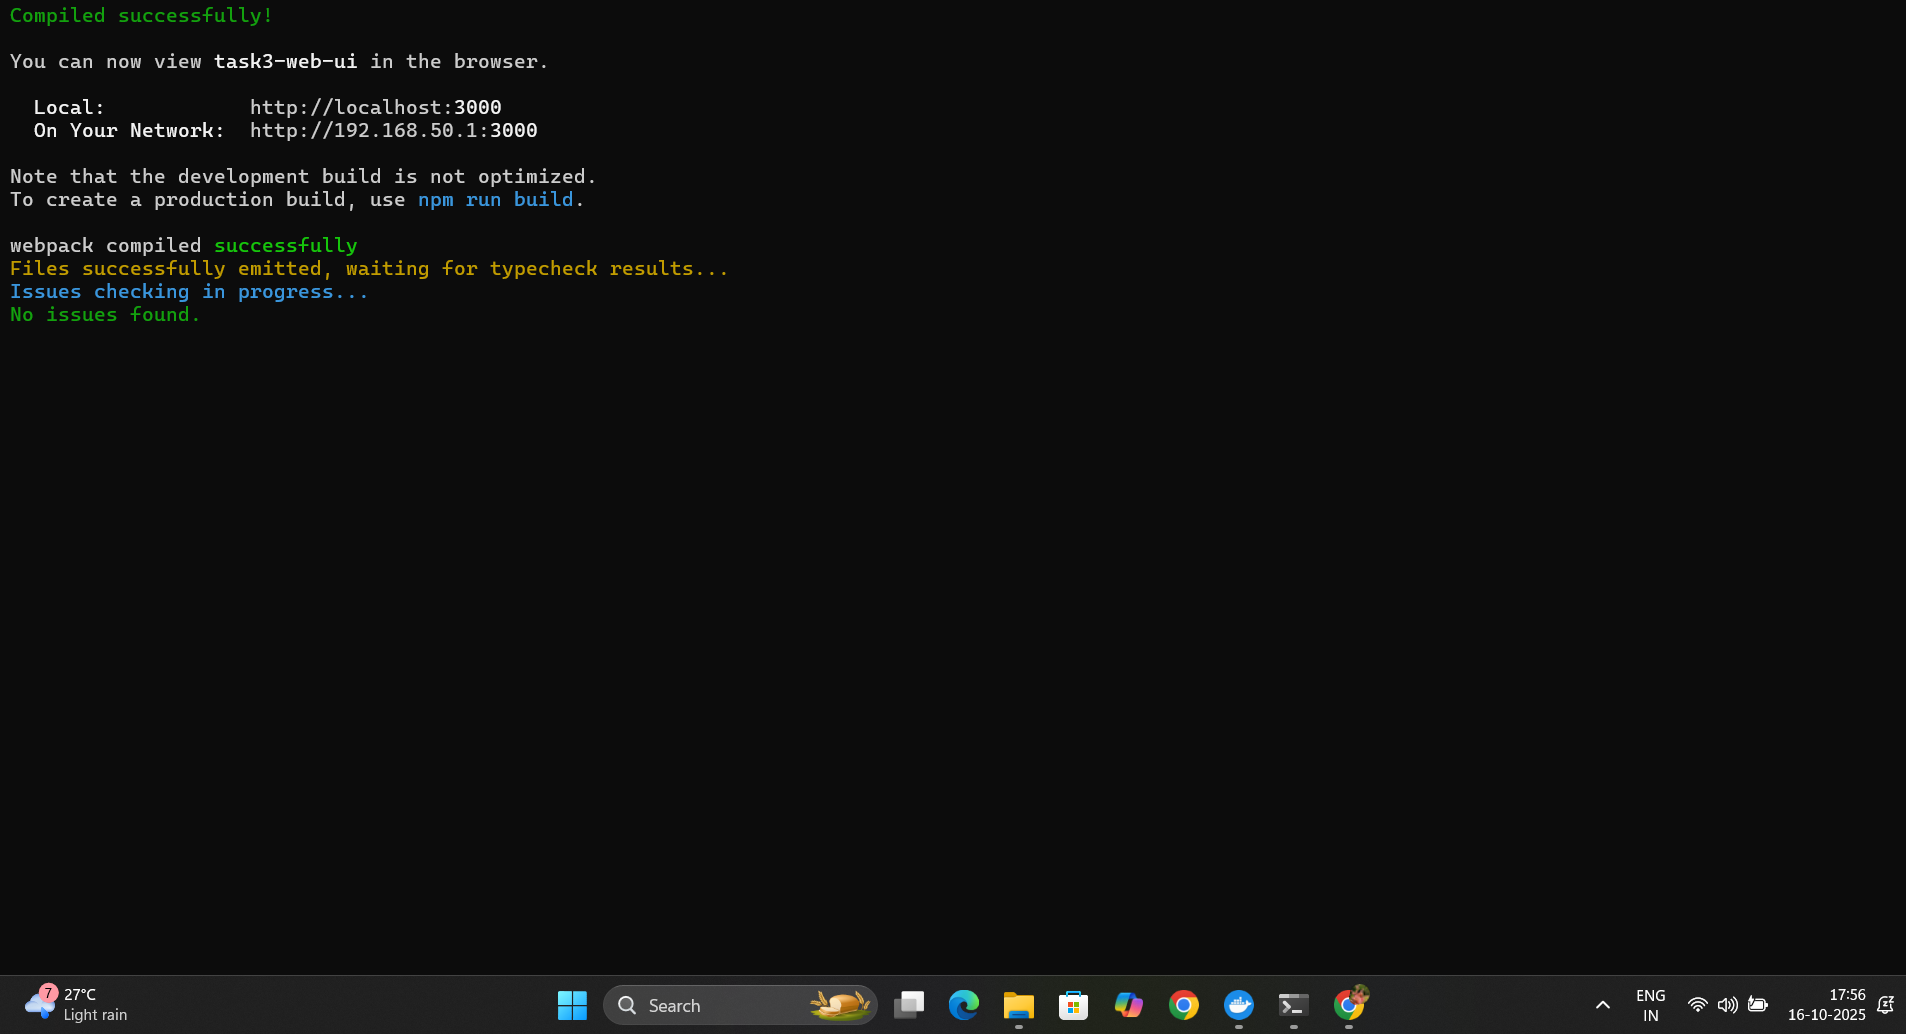 Compiled successfully!
You can now view task3-web-ui in the browser.
Local: http://localhost:3000
On Your Network: http://192.168.50.1:3000
Note that the development build is not optimized.
To create a production build, use npm run build.
webpack compiled successfully
Files successfully emitted, waiting for typecheck results...
Issues checking in progress...
No issues found.
7
27°C
Light rain
Search
ENG
IN
17:56
16-10-2025